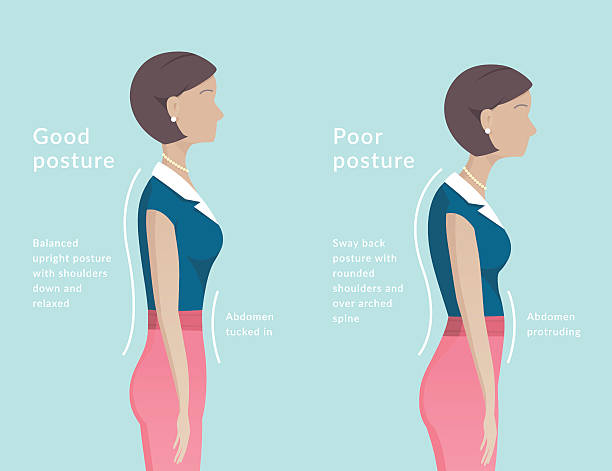 Good
posture
Balanced
upright posture
with shoulders
down and
relaxed
Abdomen
tucked in
Poor
posture
Sway back
posture with
rounded
shoulders and
over arched
spine
Abdomen
protruding